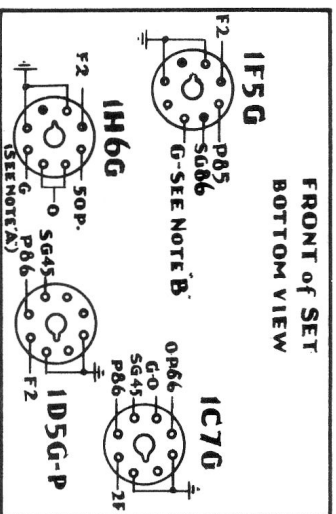 FRONT of SET
BOTTOM VIEW
1F5G
F2
P85
SG86
G-SEE NOTE "B"
1C7G
OP66
G-O
SG45
P86
2F
1H6G
F2
50P.
O
G
(SEE NOTE "A")
1D5G-P
SG45
P86
F2